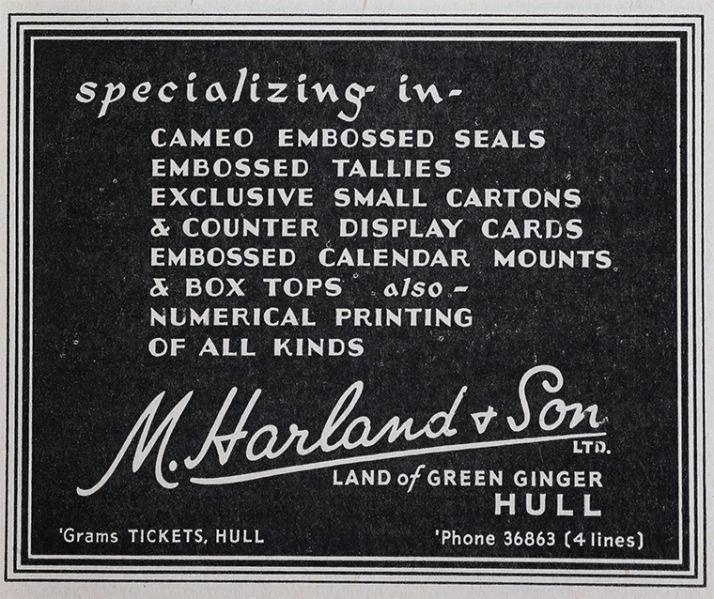 specializing in-
CAMEO EMBOSSED SEALS
EMBOSSED TALLIES
EXCLUSIVE SMALL CARTONS
& COUNTER DISPLAY CARDS
EMBOSSED CALENDAR MOUNTS
& BOX TOPS also -
NUMERICAL PRINTING
OF ALL KINDS
M. Harland & Son
LTD.
LAND of GREEN GINGER
HULL
'Grams TICKETS, HULL
'Phone 36863 (4 lines)